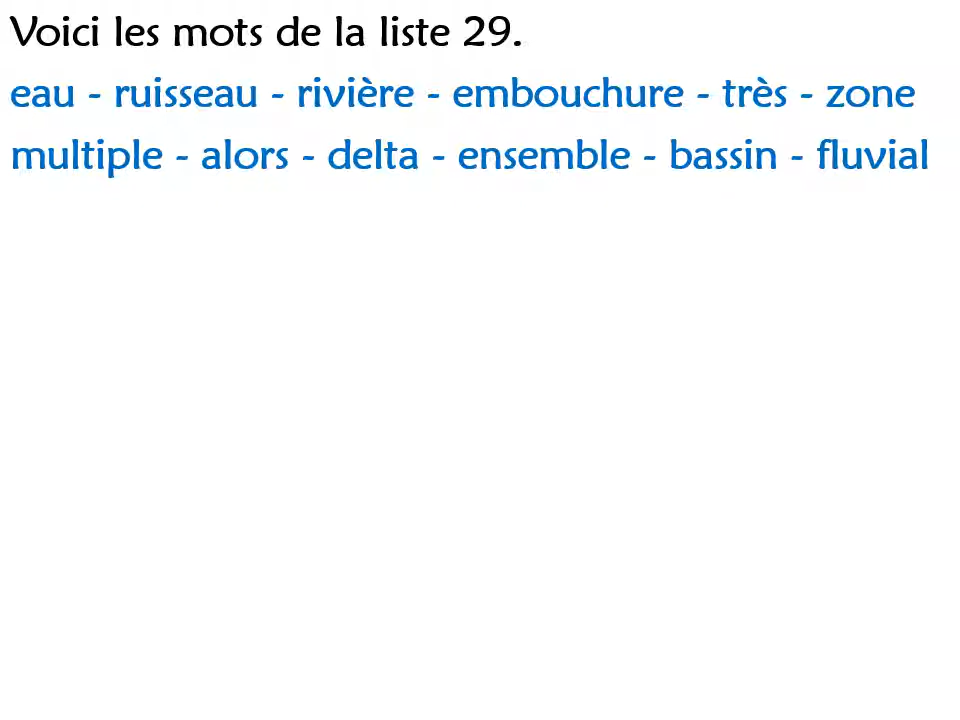 Voici les mots de la liste 29.
eau - ruisseau - rivière - embouchure - très - zone
multiple - alors - delta - ensemble - bassin - fluvial